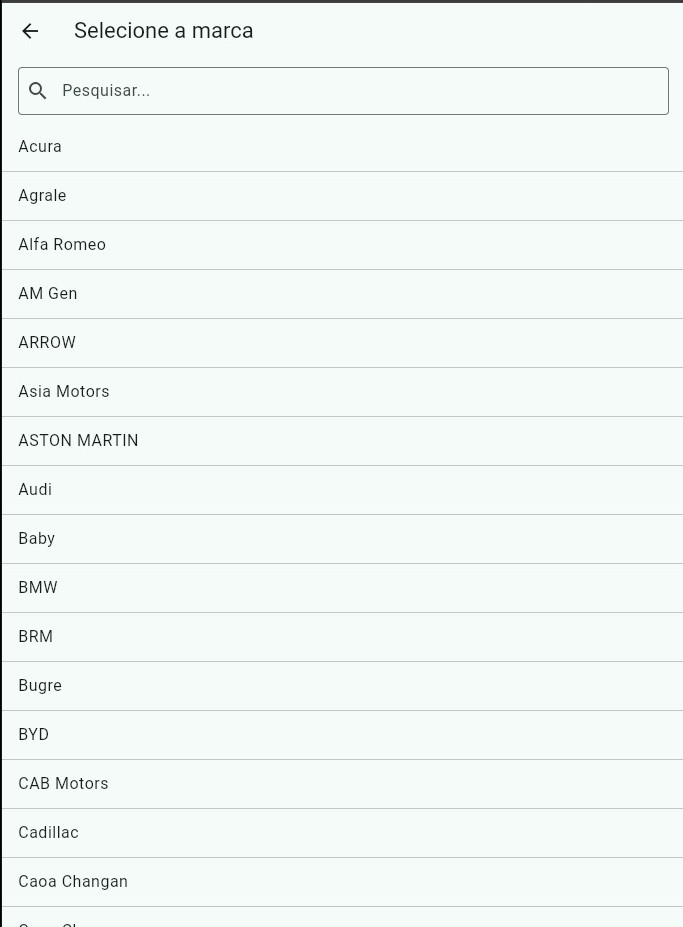 Selecione a marca
Pesquisar...
Acura
Agrale
Alfa Romeo
AM Gen
ARROW
Asia Motors
ASTON MARTIN
Audi
Baby
BMW
BRM
Bugre
BYD
CAB Motors
Cadillac
Caoa Changan